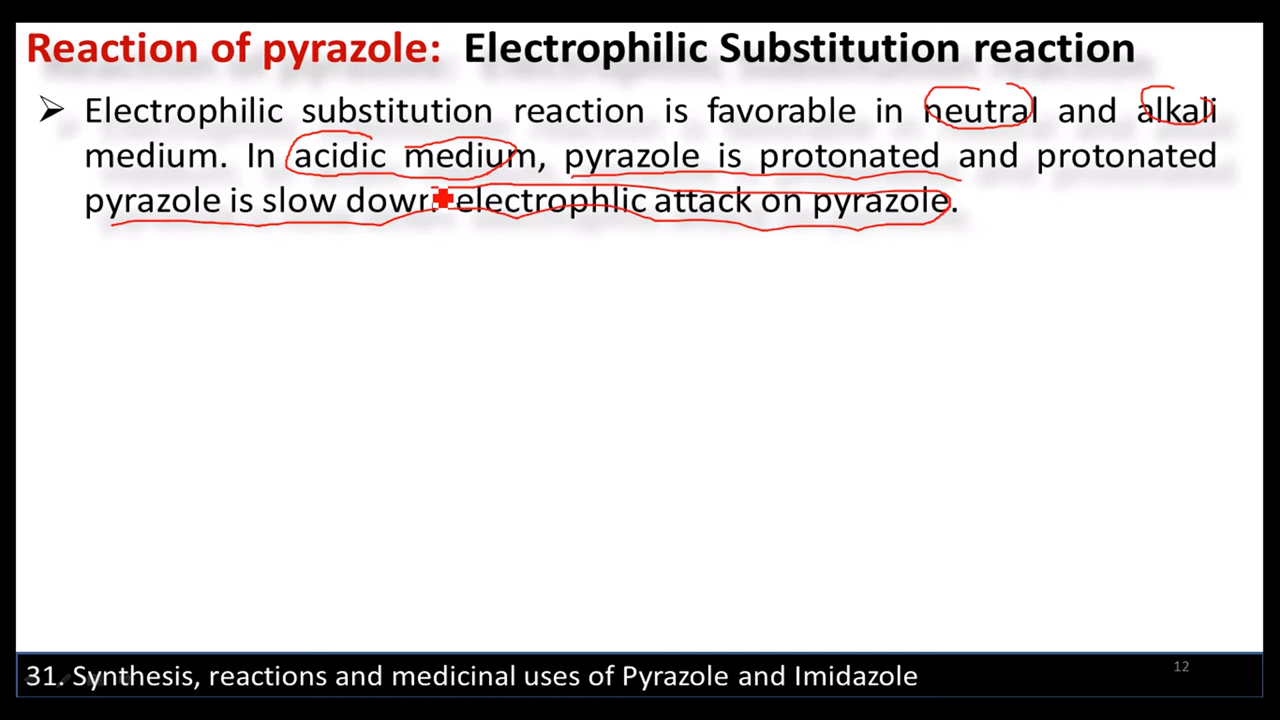 Reaction of pyrazole: Electrophilic Substitution reaction
➢ Electrophilic substitution reaction is favorable in neutral and alkali
medium. In acidic medium, pyrazole is protonated and protonated
pyrazole is slow down electrophlic attack on pyrazole.
31. Synthesis, reactions and medicinal uses of Pyrazole and Imidazole
12